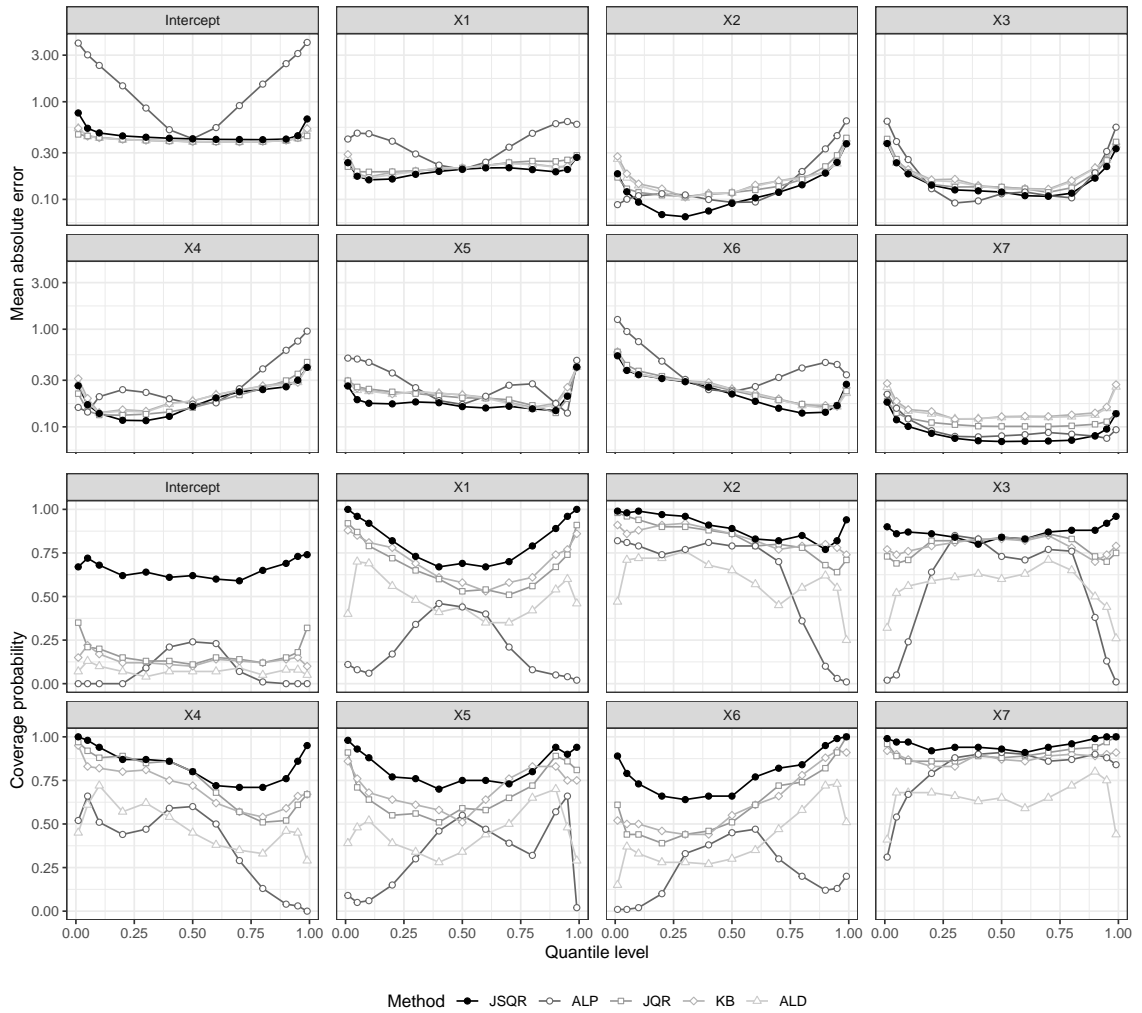 Intercept X1 X2 X3
3.00
1.00
0.30
0.10
X4 X5 X6 X7
3.00
1.00
0.30
0.10
Mean absolute error
Intercept X1 X2 X3
1.00
0.75
0.50
0.25
0.00
X4 X5 X6 X7
1.00
0.75
0.50
0.25
0.00
Coverage probability
0.00 0.25 0.50 0.75 1.00 0.00 0.25 0.50 0.75 1.00 0.00 0.25 0.50 0.75 1.00 0.00 0.25 0.50 0.75 1.00
Quantile level
Method JSQR ALP JQR KB ALD